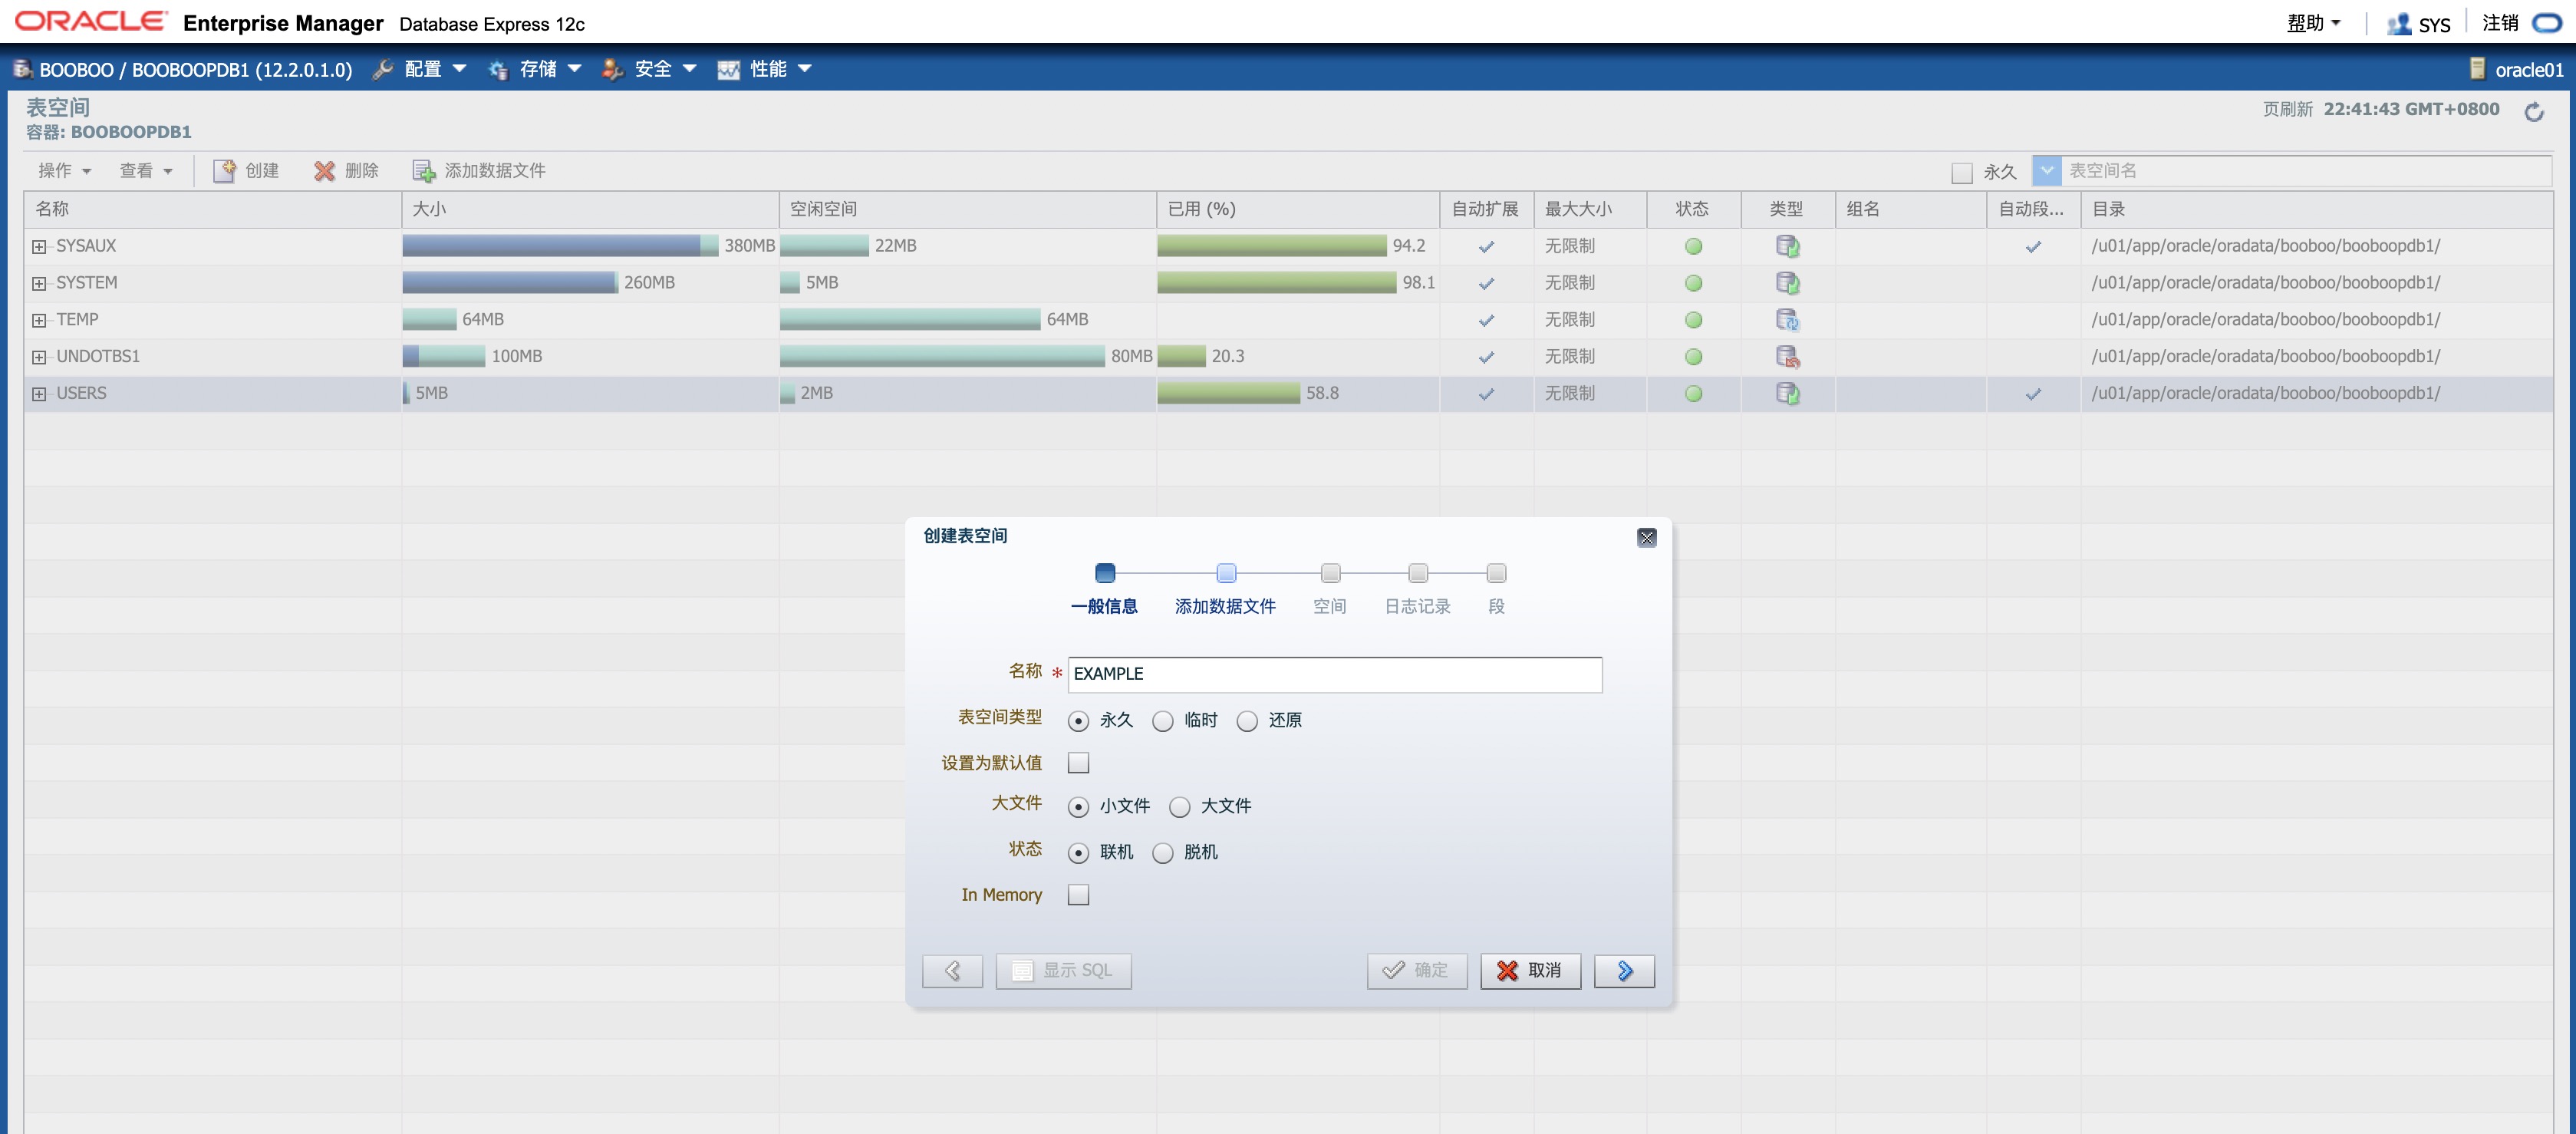 ORACLE Enterprise Manager Database Express 12c 帮助 SYS 注销
BOOBOO / BOOBOOPDB1 (12.2.0.1.0) 配置 存储 安全 性能 oracle01
表空间 页刷新 22:41:43 GMT+0800
容器: BOOBOOPDB1
操作 查看 创建 删除 添加数据文件 永久 表空间名
名称 大小 空闲空间 已用 (%) 自动扩展 最大大小 状态 类型 组名 自动段... 目录
SYSAUX 380MB 22MB 94.2 无限制 /u01/app/oracle/oradata/booboo/booboopdb1/
SYSTEM 260MB 5MB 98.1 无限制 /u01/app/oracle/oradata/booboo/booboopdb1/
TEMP 64MB 64MB 无限制 /u01/app/oracle/oradata/booboo/booboopdb1/
UNDOTBS1 100MB 80MB 20.3 无限制 /u01/app/oracle/oradata/booboo/booboopdb1/
USERS 5MB 2MB 58.8 无限制 /u01/app/oracle/oradata/booboo/booboopdb1/
创建表空间
一般信息 添加数据文件 空间 日志记录 段
名称 * EXAMPLE
表空间类型 永久 临时 还原
设置为默认值
大文件 小文件 大文件
状态 联机 脱机
In Memory
显示 SQL 确定 取消